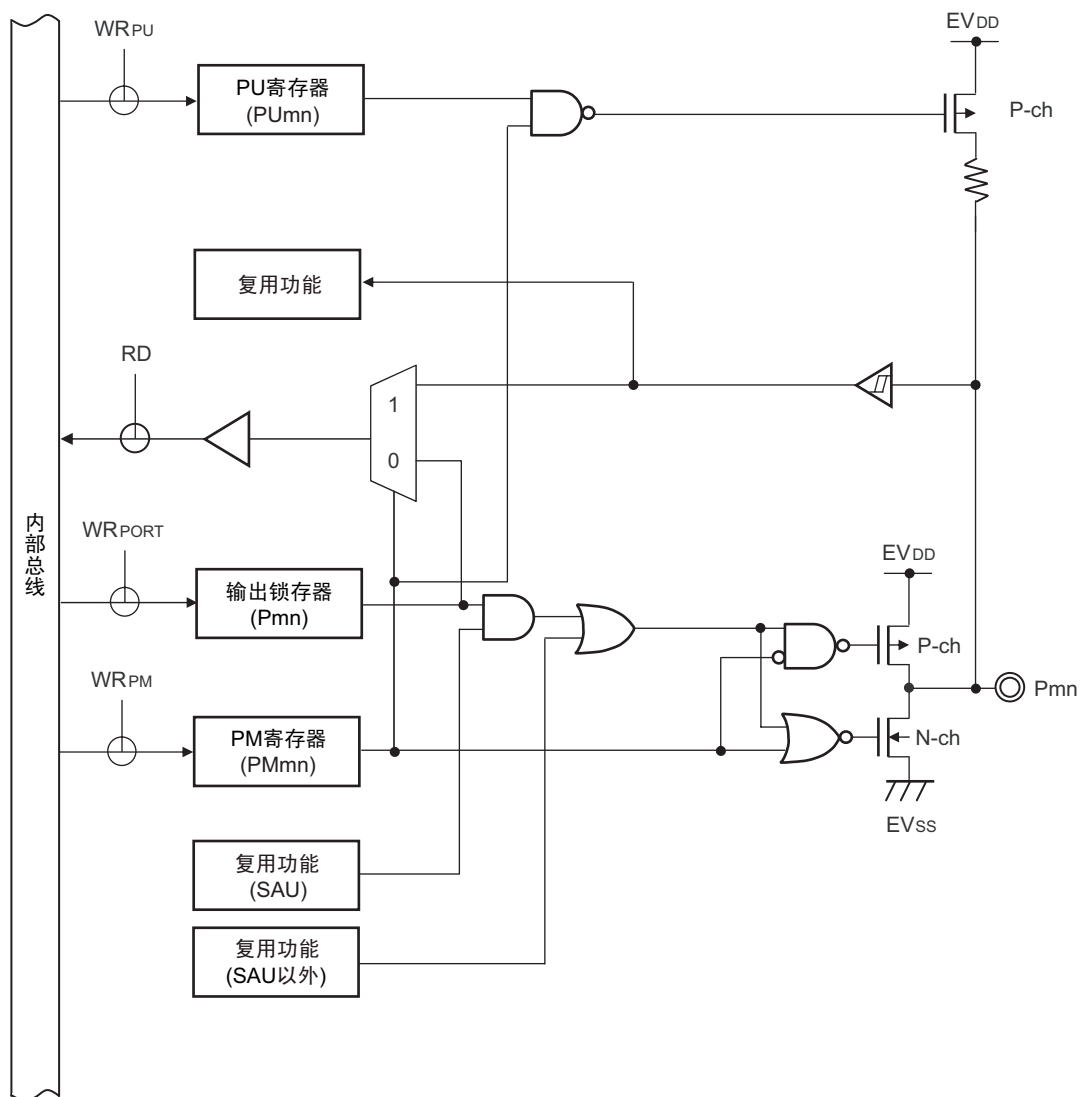 WRPU
EVDD
PU寄存器
(PUmn)
P-ch
复用功能
RD
1
0
内部总线
WRPORT
EVDD
输出锁存器
(Pmn)
P-ch
Pmn
WRPM
PM寄存器
(PMmn)
N-ch
EVSS
复用功能
(SAU)
复用功能
(SAU以外)